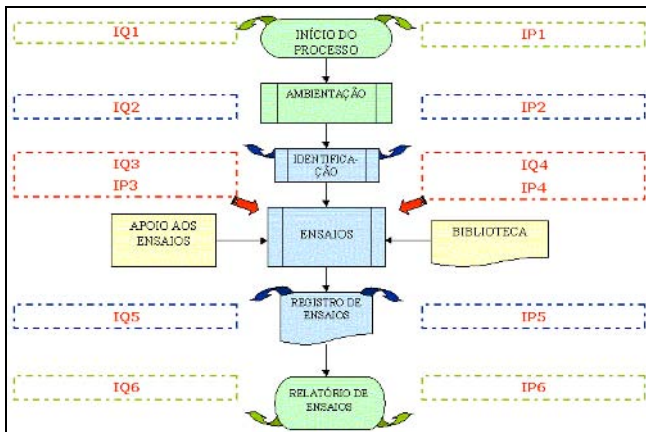 IQ1
INÍCIO DO
PROCESSO
IP1
AMBIENTAÇÃO
IQ2
IP2
IDENTIFICA-
ÇÃO
IQ3
IP3
IQ4
IP4
APOIO AOS
ENSAIOS
ENSAIOS
BIBLIOTECA
REGISTRO DE
ENSAIOS
IQ5
IP5
IQ6
RELATÓRIO DE
ENSAIOS
IP6